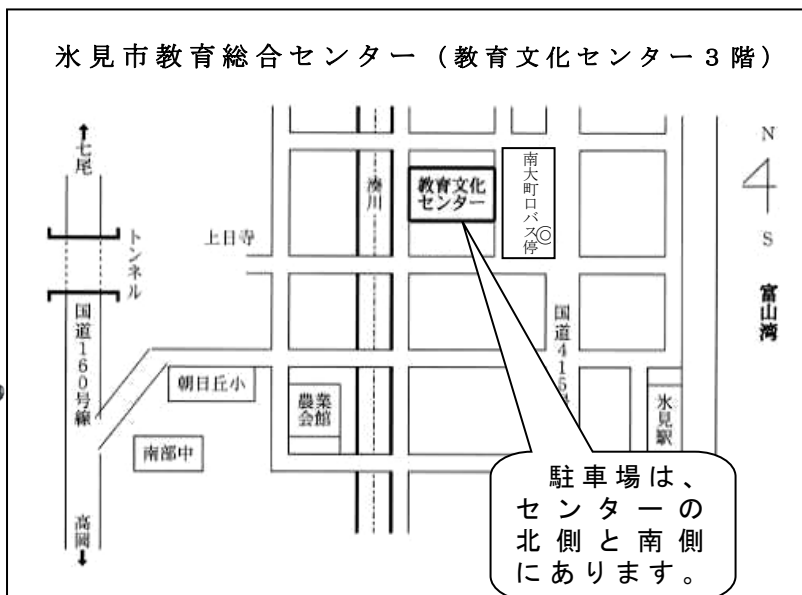 氷見市教育総合センター（教育文化センター３階）
七尾
トンネル
上日寺
湊川
教育文化
センター
南大町口バス停
N
S
富山湾
国道160号線
朝日丘小
農業
会館
国道415号
氷見駅
南部中
高岡
駐車場は、
センターの
北側と南側
にあります。